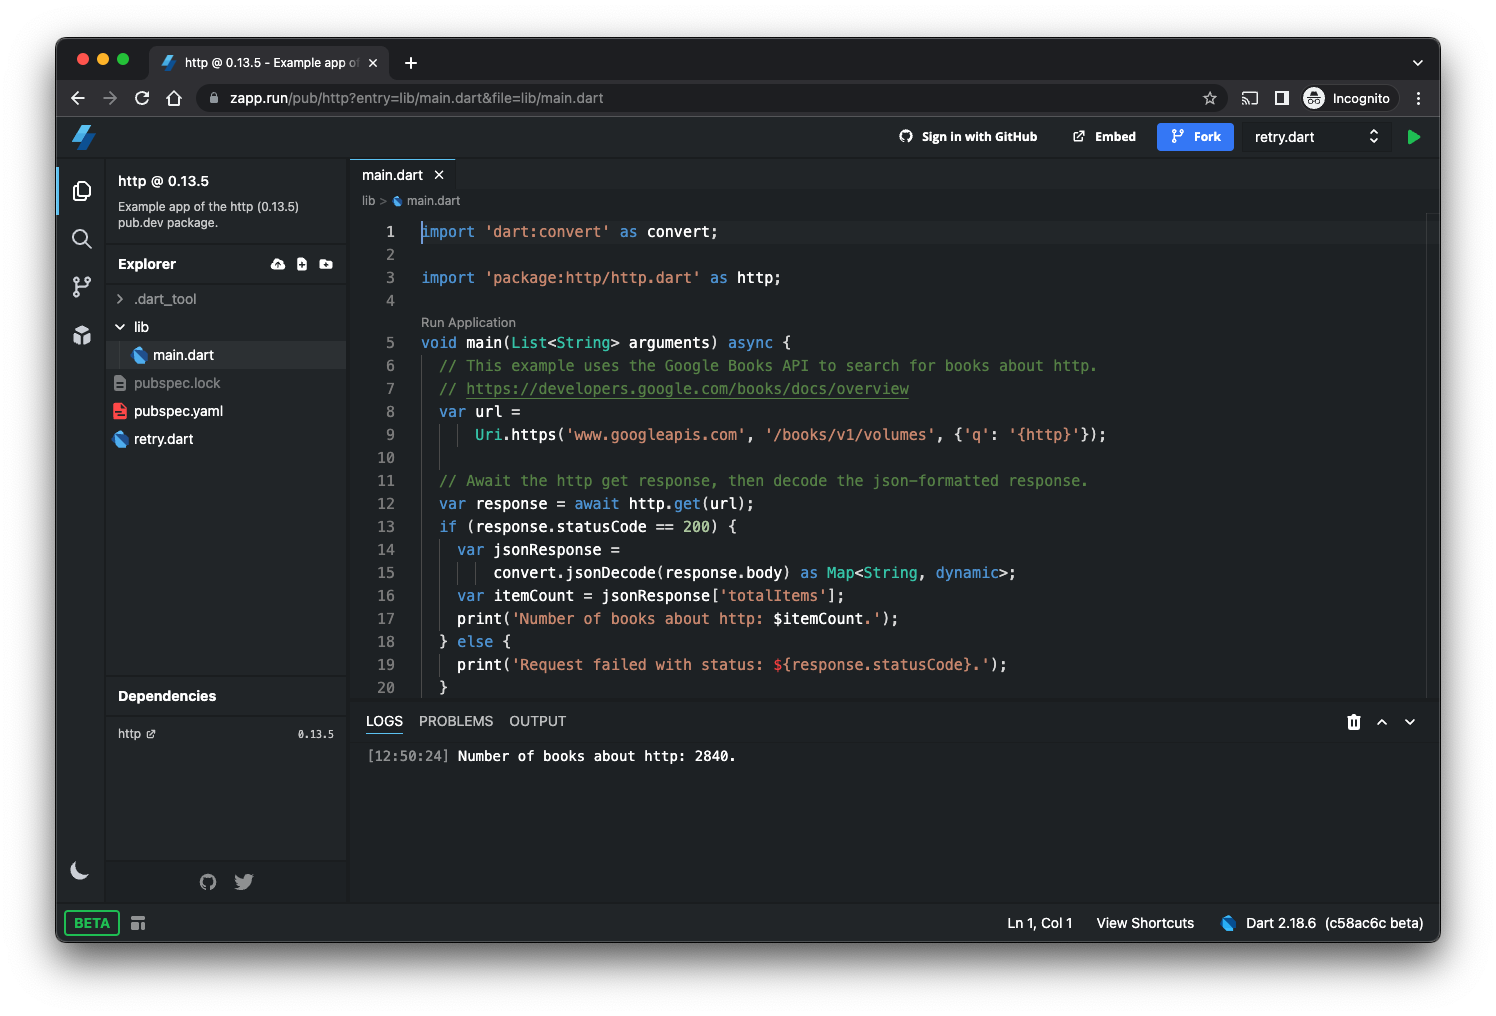 http @ 0.13.5 - Example app of
zapp.run/pub/http?entry=lib/main.dart&file=lib/main.dart
Incognito
Sign in with GitHub
Embed
Fork
retry.dart
http @ 0.13.5
Example app of the http (0.13.5)
pub.dev package.
Explorer
.dart_tool
lib
main.dart
pubspec.lock
pubspec.yaml
retry.dart
Dependencies
http
0.13.5
main.dart
lib > main.dart
1 import 'dart:convert' as convert;
2
3 import 'package:http/http.dart' as http;
4
Run Application
5 void main(List<String> arguments) async {
6 // This example uses the Google Books API to search for books about http.
7 // https://developers.google.com/books/docs/overview
8 var url =
9 Uri.https('www.googleapis.com', '/books/v1/volumes', {'q': '{http}'});
10
11 // Await the http get response, then decode the json-formatted response.
12 var response = await http.get(url);
13 if (response.statusCode == 200) {
14 var jsonResponse =
15 convert.jsonDecode(response.body) as Map<String, dynamic>;
16 var itemCount = jsonResponse['totalItems'];
17 print('Number of books about http: $itemCount.');
18 } else {
19 print('Request failed with status: ${response.statusCode}.');
20 }
LOGS PROBLEMS OUTPUT
[12:50:24] Number of books about http: 2840.
BETA
Ln 1, Col 1
View Shortcuts
Dart 2.18.6 (c58ac6c beta)